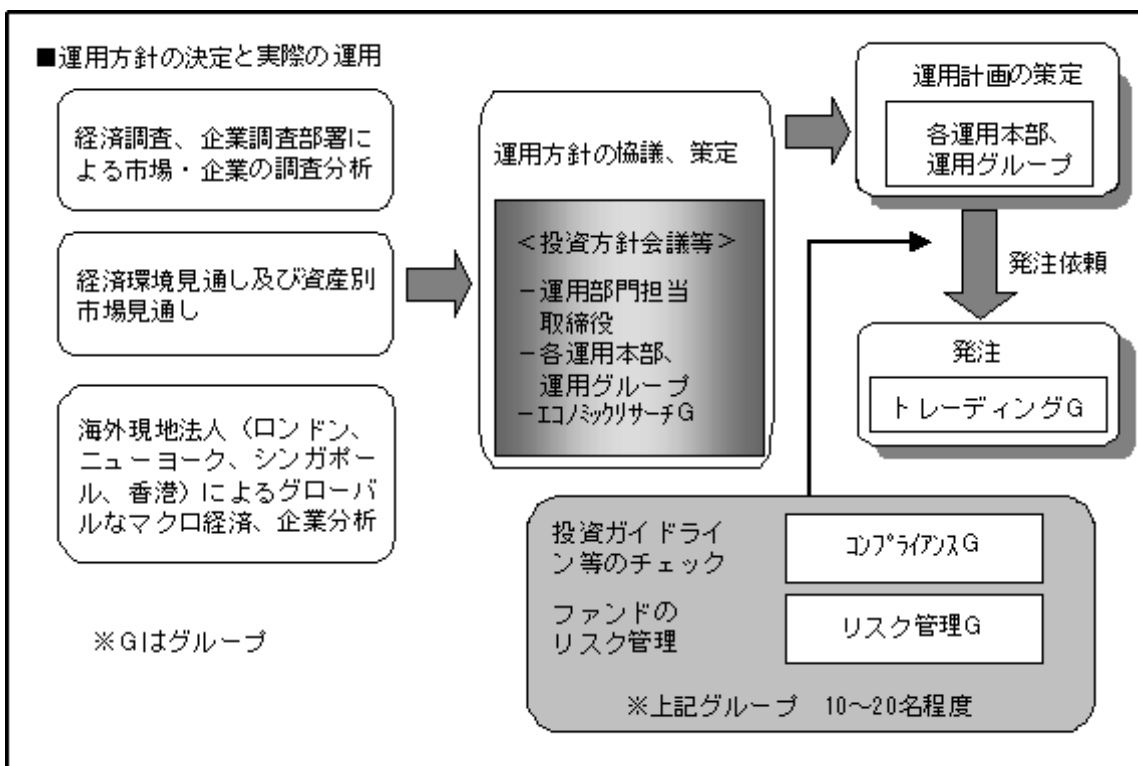 ■運用方針の決定と実際の運用
経済調査、企業調査部署に
よる市場・企業の調査分析
経済環境見通し及び資産別
市場見通し
海外現地法人（ロンドン、
ニューヨーク、シンガポー
ル、香港）によるグローバ
ルなマクロ経済、企業分析
※Gはグループ
運用方針の協議、策定
＜投資方針会議等＞
－運用部門担当
取締役
－各運用本部、
運用グループ
－ｴｺﾉﾐｯｸﾘｻｰﾁG
運用計画の策定
各運用本部、
運用グループ
発注依頼
発注
トレーディングG
投資ガイドライ
ン等のチェック
ｺﾝﾌﾟﾗｲｱﾝｽG
ファンドの
リスク管理
リスク管理G
※上記グループ　10～20名程度